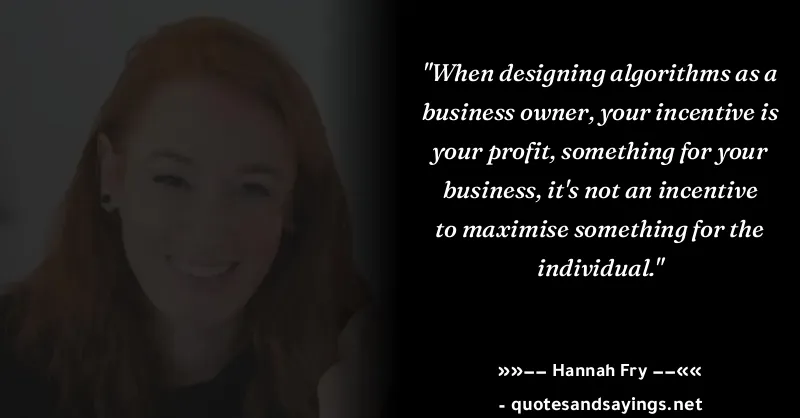 "When designing algorithms as a
business owner, your incentive is
your profit, something for your
business, it's not an incentive
to maximise something for the
individual."
»»–– Hannah Fry ––««
- quotesandsayings.net